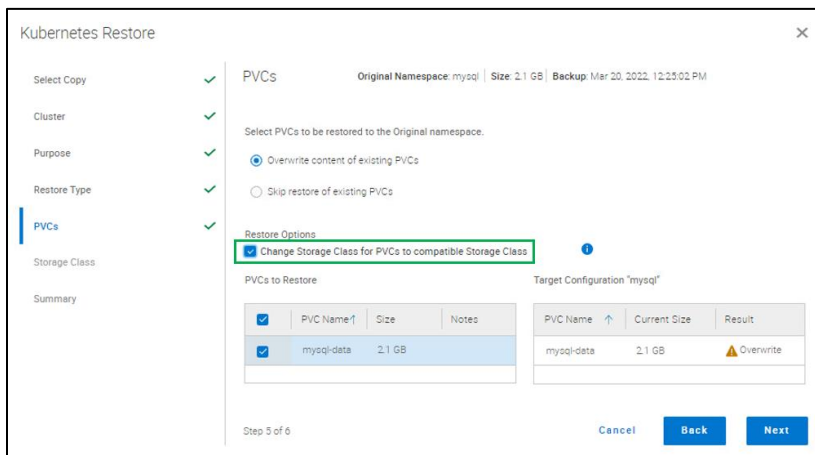 Kubernetes Restore
Select Copy
Cluster
Purpose
Restore Type
PVCs
Storage Class
Summary
PVCs
Original Namespace: mysql | Size: 2.1 GB | Backup: Mar 20, 2022, 12:25:02 PM
Select PVCs to be restored to the Original namespace.
Overwrite content of existing PVCs
Skip restore of existing PVCs
Restore Options
Change Storage Class for PVCs to compatible Storage Class
PVCs to Restore
PVC Name Size Notes
mysql-data 2.1 GB
Target Configuration "mysql"
PVC Name Current Size Result
mysql-data 2.1 GB Overwrite
Step 5 of 6
Cancel Back Next